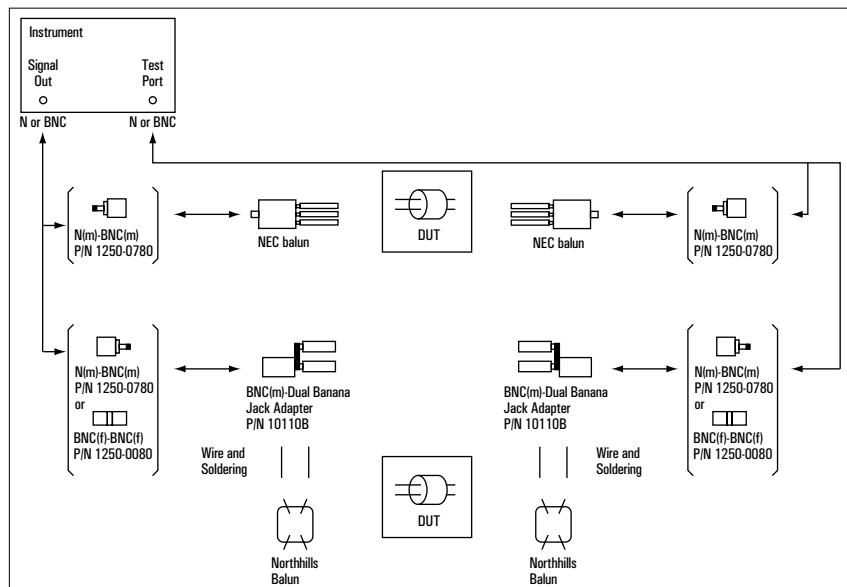 Instrument
Signal
Out
Test
Port
N or BNC
N or BNC
N(m)-BNC(m)
P/N 1250-0780
NEC balun
DUT
NEC balun
N(m)-BNC(m)
P/N 1250-0780
N(m)-BNC(m)
P/N 1250-0780
or
BNC(f)-BNC(f)
P/N 1250-0080
BNC(m)-Dual Banana
Jack Adapter
P/N 10110B
BNC(m)-Dual Banana
Jack Adapter
P/N 10110B
N(m)-BNC(m)
P/N 1250-0780
or
BNC(f)-BNC(f)
P/N 1250-0080
Wire and
Soldering
Wire and
Soldering
DUT
Northhills
Balun
Northhills
Balun